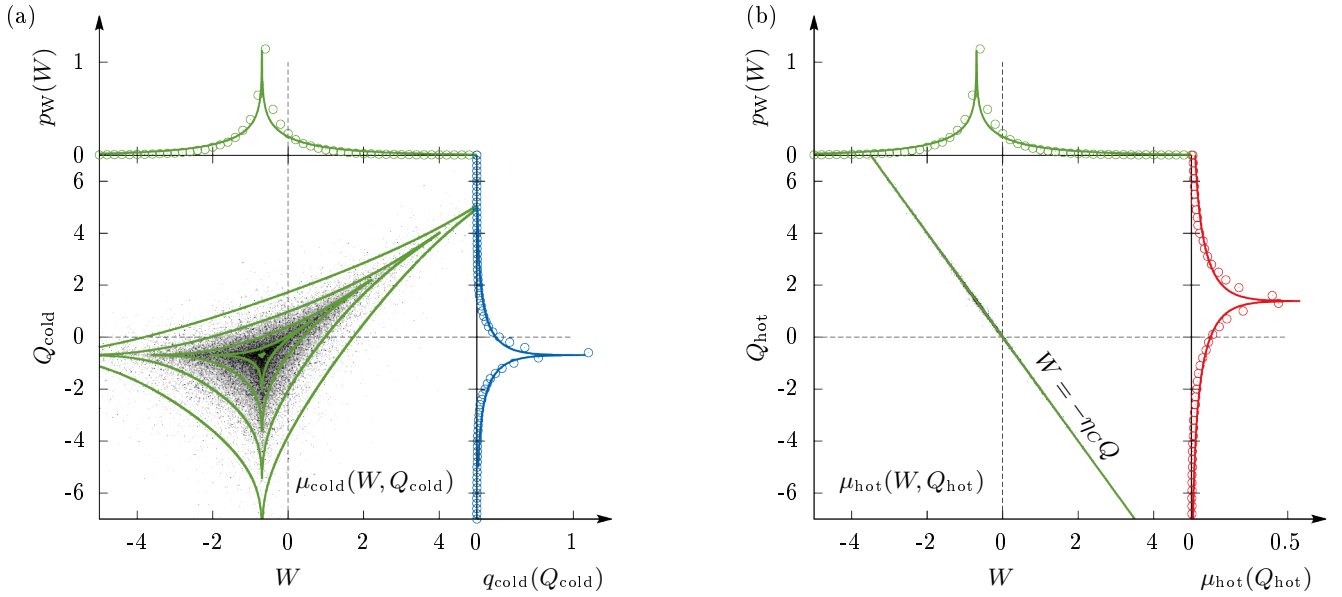 (a)
p_W(W)
1
0
6
4
2
0
-2
-4
-6
Q_cold
μ_cold(W, Q_cold)
-4 -2 0 2 4 0 1
W q_cold(Q_cold)
(b)
p_W(W)
1
0
6
4
2
0
-2
-4
-6
Q_hot
W = −η_C Q
μ_hot(W, Q_hot)
-4 -2 0 2 4 0 0.5
W μ_hot(Q_hot)